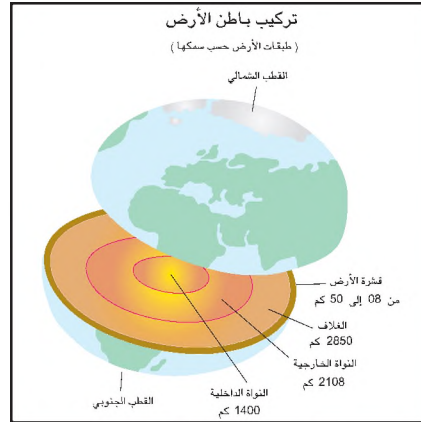 تركيب باطن الأرض
( طبقات الأرض حسب سمكها )
القطب الشمالي
قشرة الأرض
من 08 إلى 50 كم
الغلاف
2850 كم
النواة الخارجية
2108 كم
النواة الداخلية
1400 كم
القطب الجنوبي